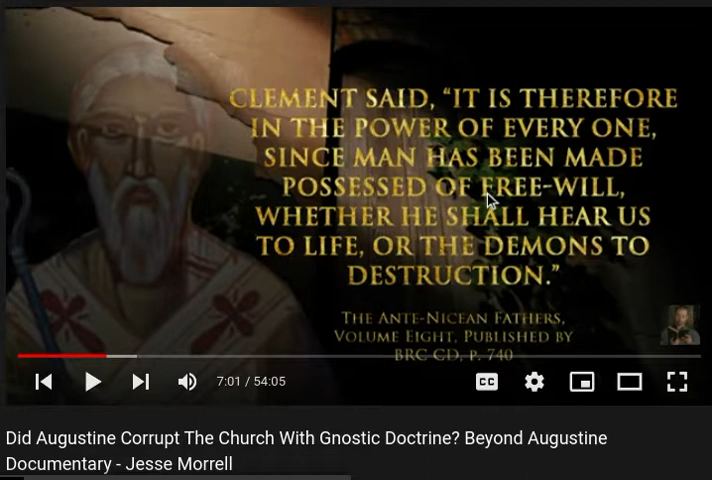 CLEMENT SAID, “IT IS THEREFORE
IN THE POWER OF EVERY ONE,
SINCE MAN HAS BEEN MADE
POSSESSED OF FREE-WILL,
WHETHER HE SHALL HEAR US
TO LIFE, OR THE DEMONS TO
DESTRUCTION.”
THE ANTE-NICEAN FATHERS,
VOLUME EIGHT, PUBLISHED BY
BRC CD, P. 740
7:01 / 54:05
CC
Did Augustine Corrupt The Church With Gnostic Doctrine? Beyond Augustine
Documentary - Jesse Morrell